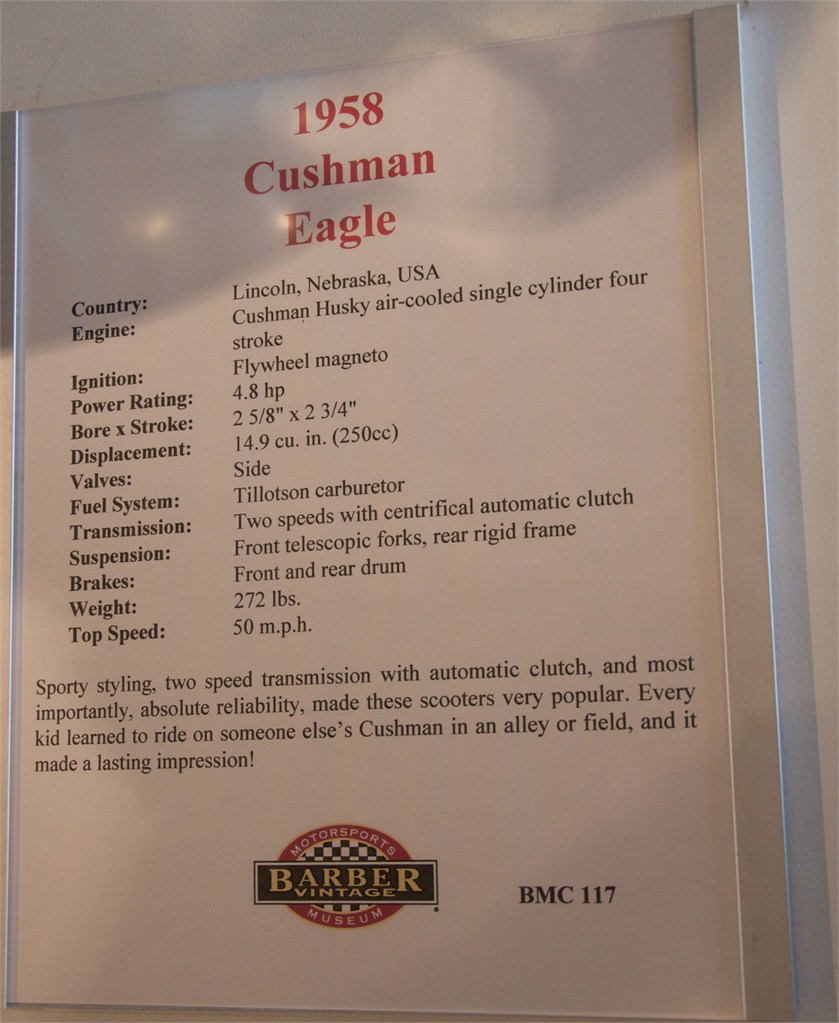 1958
Cushman
Eagle
Country: Lincoln, Nebraska, USA
Engine: Cushman Husky air-cooled single cylinder four
stroke
Ignition: Flywheel magneto
Power Rating: 4.8 hp
Bore x Stroke: 2 5/8" x 2 3/4"
Displacement: 14.9 cu. in. (250cc)
Valves: Side
Fuel System: Tillotson carburetor
Transmission: Two speeds with centrifical automatic clutch
Suspension: Front telescopic forks, rear rigid frame
Brakes: Front and rear drum
Weight: 272 lbs.
Top Speed: 50 m.p.h.
Sporty styling, two speed transmission with automatic clutch, and most
importantly, absolute reliability, made these scooters very popular. Every
kid learned to ride on someone else's Cushman in an alley or field, and it
made a lasting impression!
MOTORSPORTS
BARBER
VINTAGE
MUSEUM
BMC 117